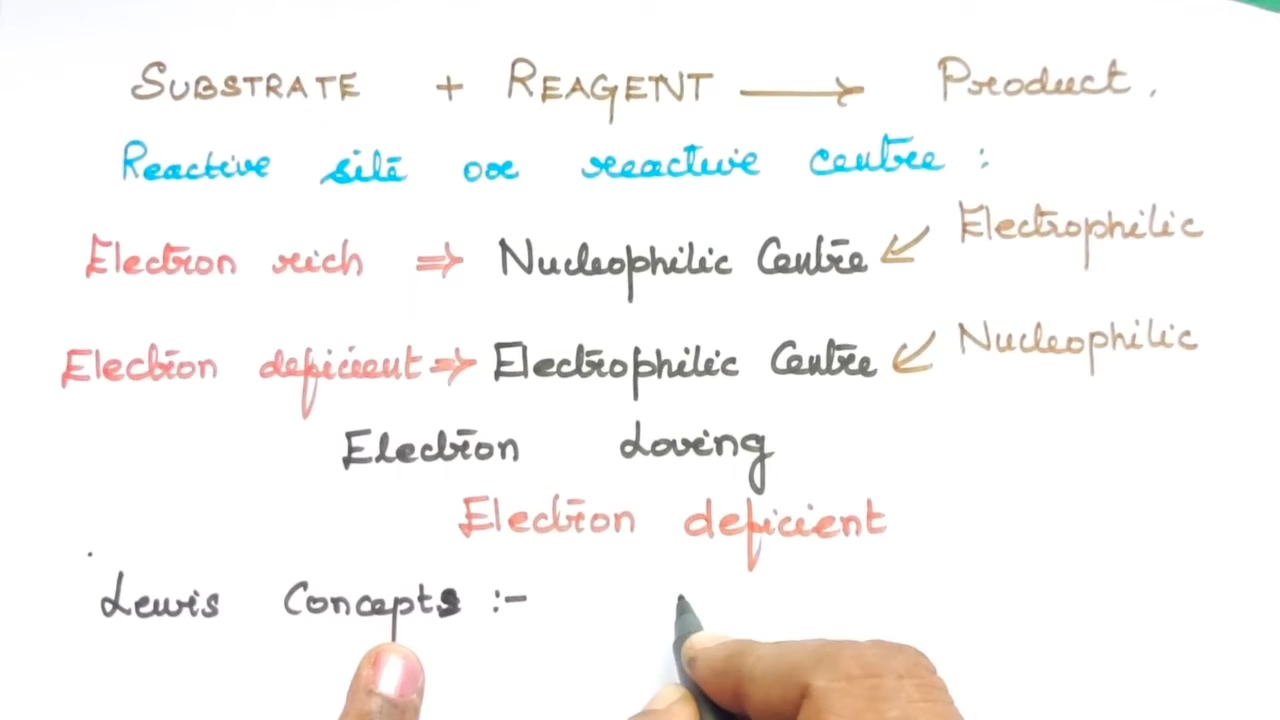 SUBSTRATE + REAGENT ⟶ Product.
Reactive site or reactive centre :
Electron rich ⇒ Nucleophilic Centre ↙ Electrophilic
Electron deficient ⇒ Electrophilic Centre ↙ Nucleophilic
Electron Loving
Electron deficient
Lewis Concepts :-